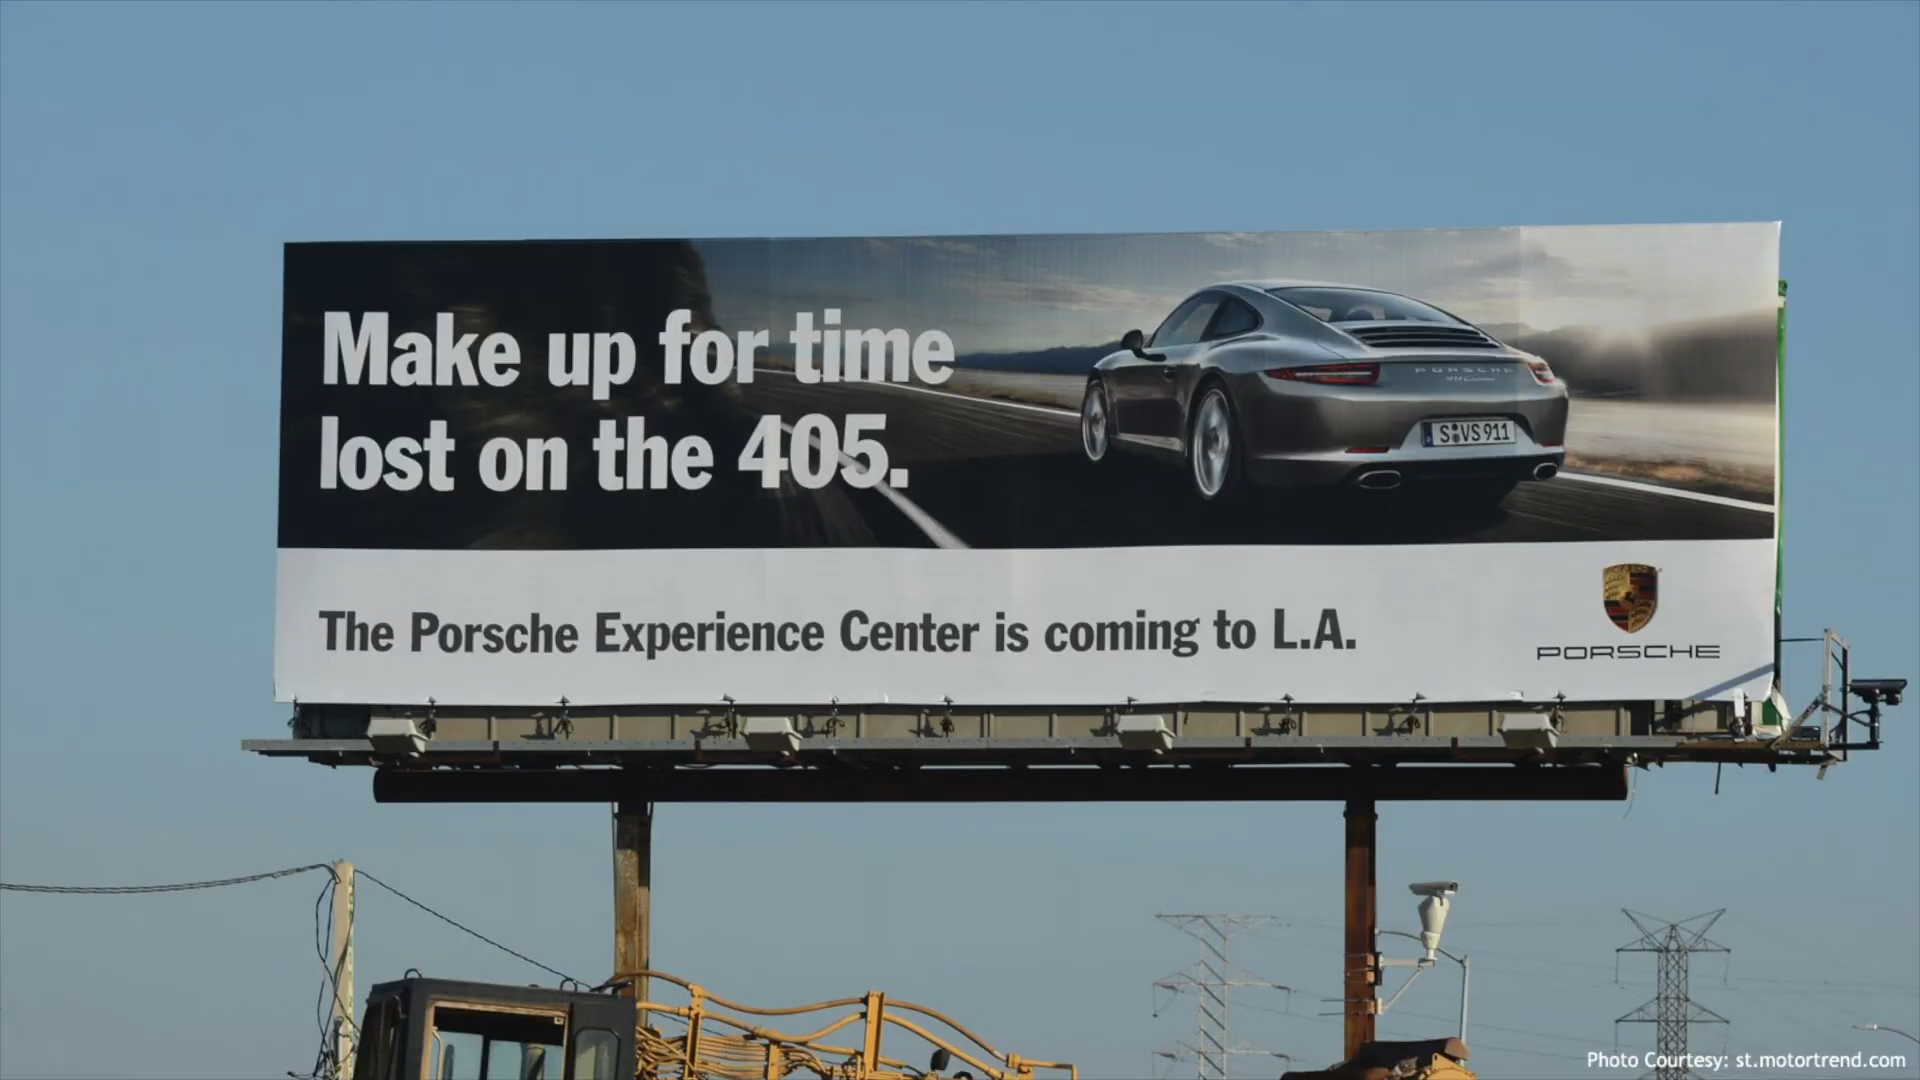 Make up for time
lost on the 405.
PORSCHE
S VS 911
The Porsche Experience Center is coming to L.A.
PORSCHE
Photo Courtesy: st.motortrend.com